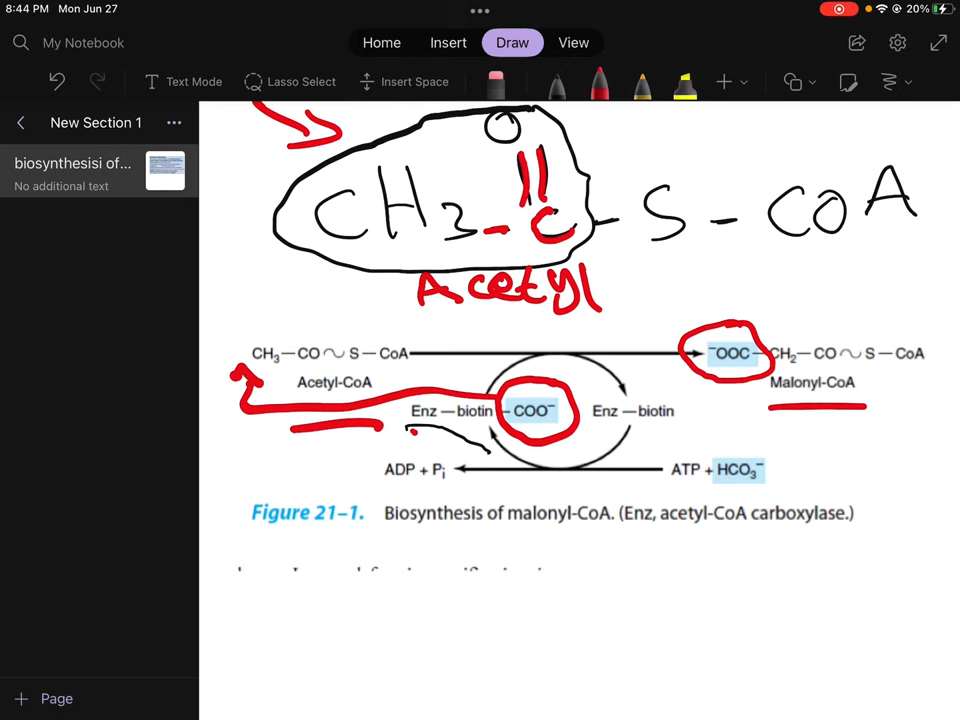 8:44 PM Mon Jun 27
20%
My Notebook
Home Insert Draw View
Text Mode Lasso Select Insert Space
New Section 1
biosynthesisi of...
No additional text
O
CH3-C-S-COA
Acetyl
CH₃—CO~S—CoA
⁻OOC—CH₂—CO~S—CoA
Acetyl-CoA
Malonyl-CoA
Enz—biotin—COO⁻
Enz—biotin
ADP + Pᵢ
ATP + HCO₃⁻
Figure 21–1. Biosynthesis of malonyl-CoA. (Enz, acetyl-CoA carboxylase.)
+ Page